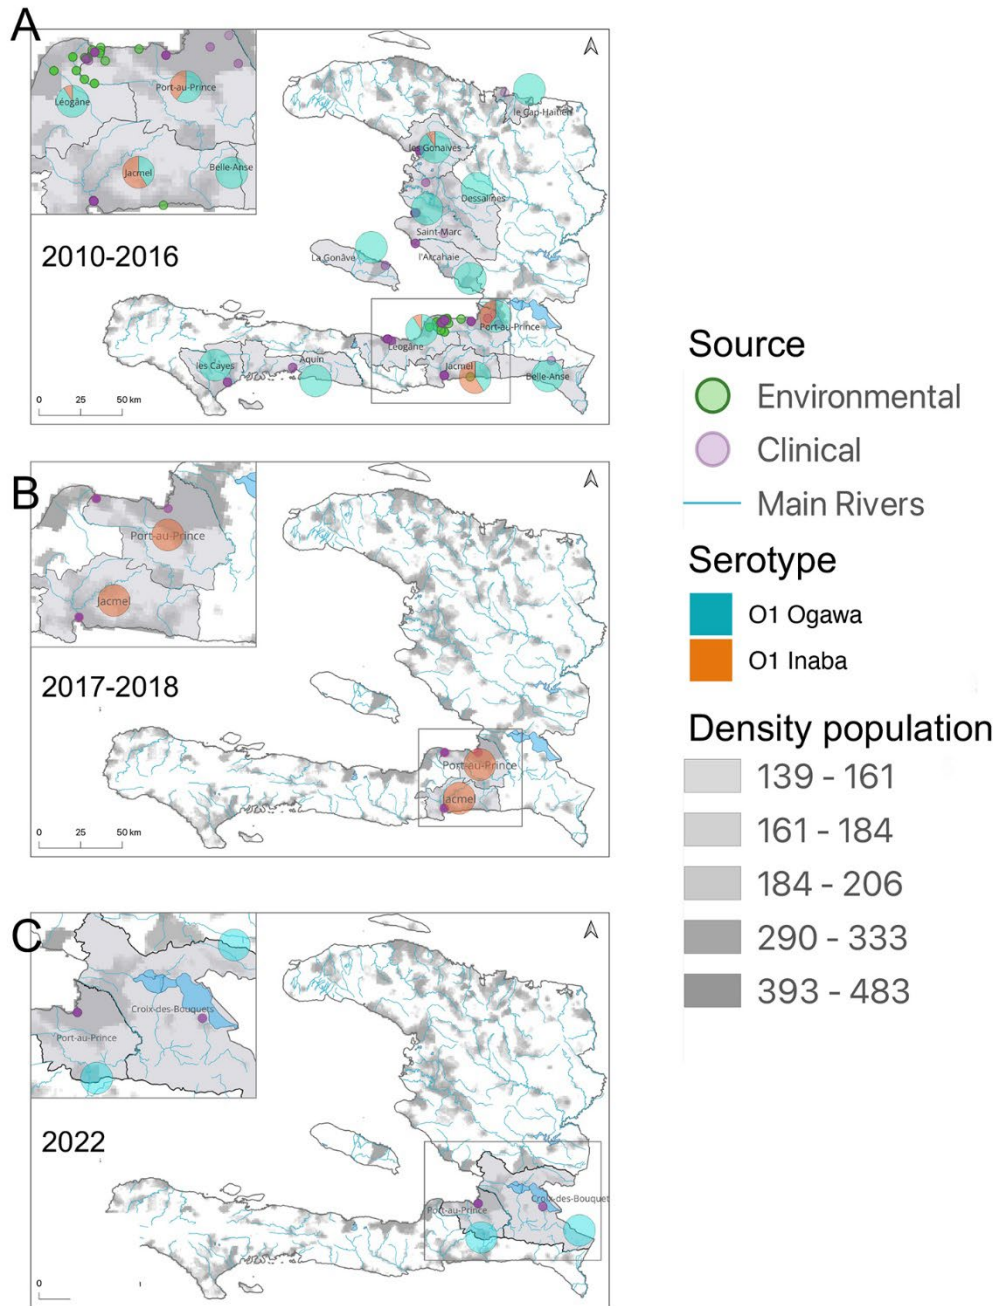 A
Léogâne
Port-au-Prince
Jacmel
Belle-Anse
2010-2016
le Cap-Haïtien
les Gonaïves
Dessalines
Saint-Marc
La Gonâve
l'Arcahaie
Port-au-Prince
Léogâne
les Cayes
Aquin
Jacmel
Belle-Anse
0 25 50 km
B
Port-au-Prince
Jacmel
2017-2018
Port-au-Prince
Jacmel
0 25 50 km
C
Croix-des-Bouquets
Port-au-Prince
2022
Croix-des-Bouquet
Port-au-Prince
0
Source
Environmental
Clinical
Main Rivers
Serotype
O1 Ogawa
O1 Inaba
Density population
139 - 161
161 - 184
184 - 206
290 - 333
393 - 483